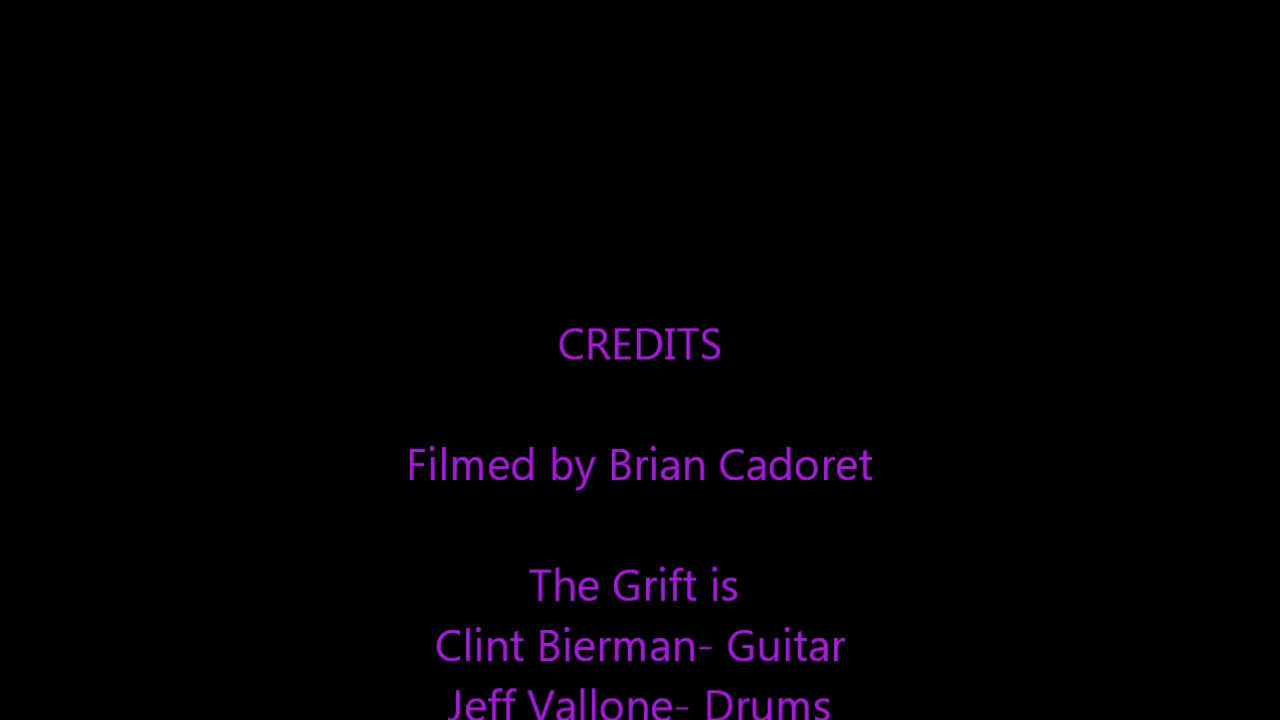 CREDITS
Filmed by Brian Cadoret
The Grift is
Clint Bierman- Guitar
Jeff Vallone- Drums